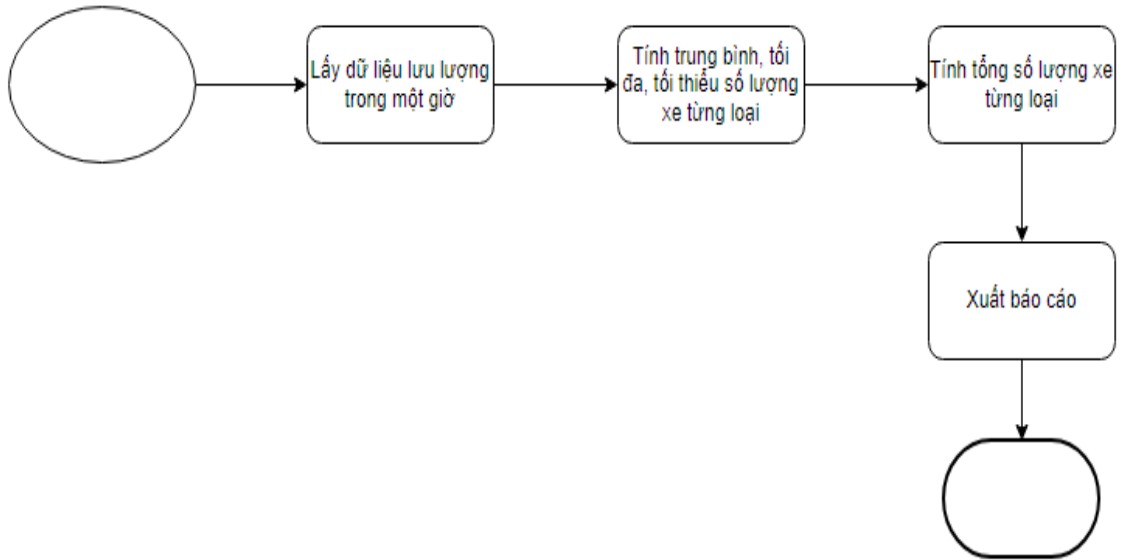 Lấy dữ liệu lưu lượng
trong một giờ
Tính trung bình, tối
đa, tối thiểu số lượng
xe từng loại
Tính tổng số lượng xe
từng loại
Xuất báo cáo